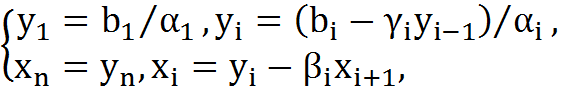 y₁ = b₁/α₁ , yᵢ = (bᵢ − γᵢyᵢ₋₁)/αᵢ ,
xₙ = yₙ, xᵢ = yᵢ − βᵢxᵢ₊₁,